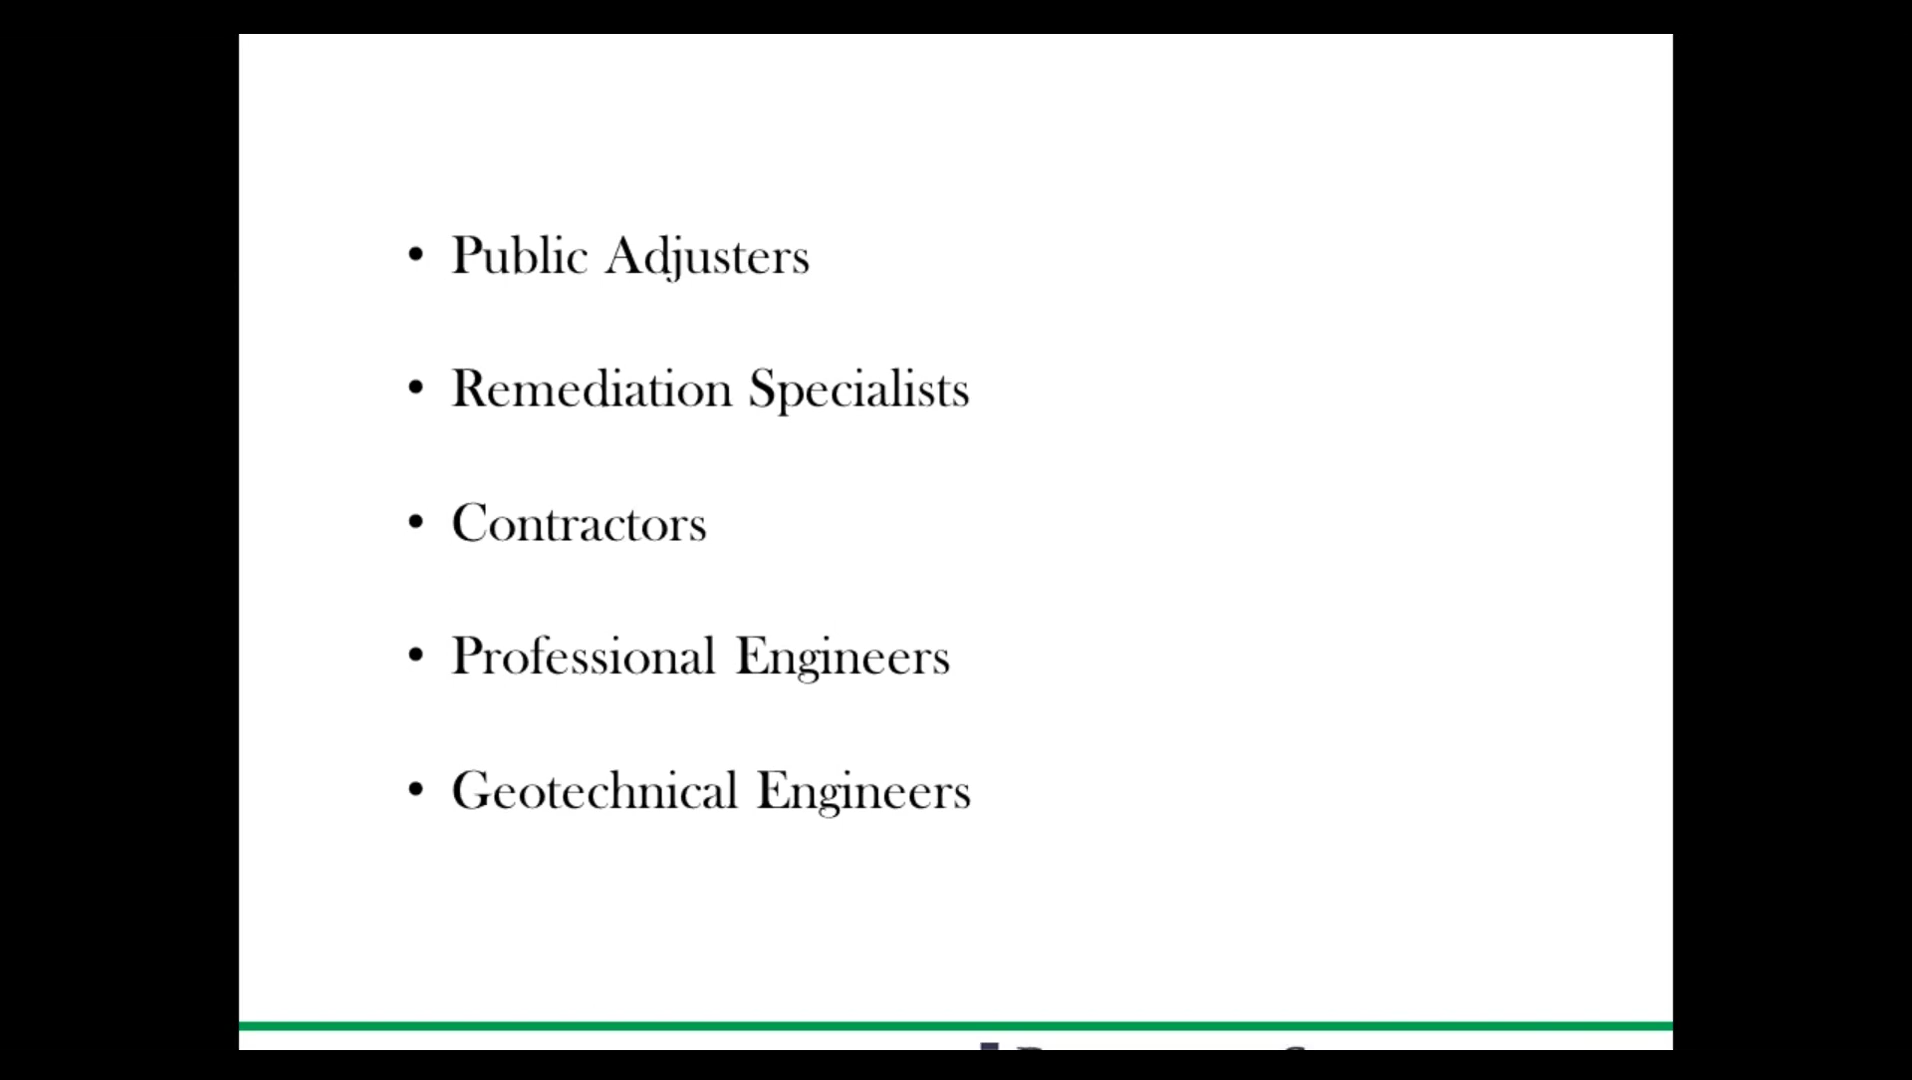 • Public Adjusters
• Remediation Specialists
• Contractors
• Professional Engineers
• Geotechnical Engineers